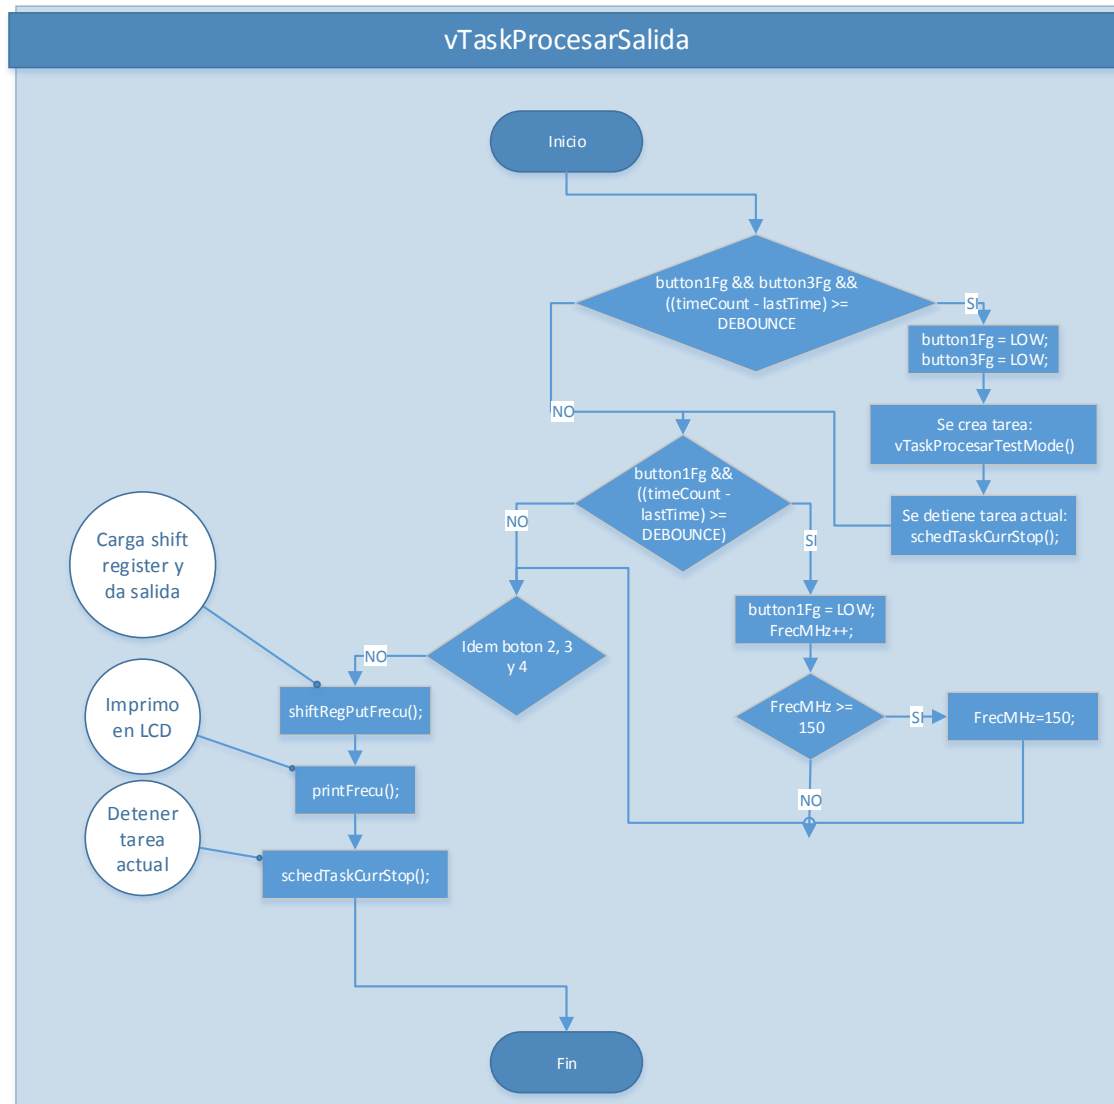 vTaskProcesarSalida
Inicio
button1Fg && button3Fg &&
((timeCount - lastTime) >=
DEBOUNCE
SI
button1Fg = LOW;
button3Fg = LOW;
NO
Se crea tarea:
vTaskProcesarTestMode()
button1Fg &&
((timeCount -
lastTime) >=
DEBOUNCE)
Se detiene tarea actual:
schedTaskCurrStop();
NO
SI
Carga shift
register y
da salida
button1Fg = LOW;
FrecMHz++;
Idem boton 2, 3
y 4
NO
shiftRegPutFrecu();
FrecMHz >=
150
SI
FrecMHz=150;
Imprimo
en LCD
printFrecu();
NO
Detener
tarea
actual
schedTaskCurrStop();
Fin